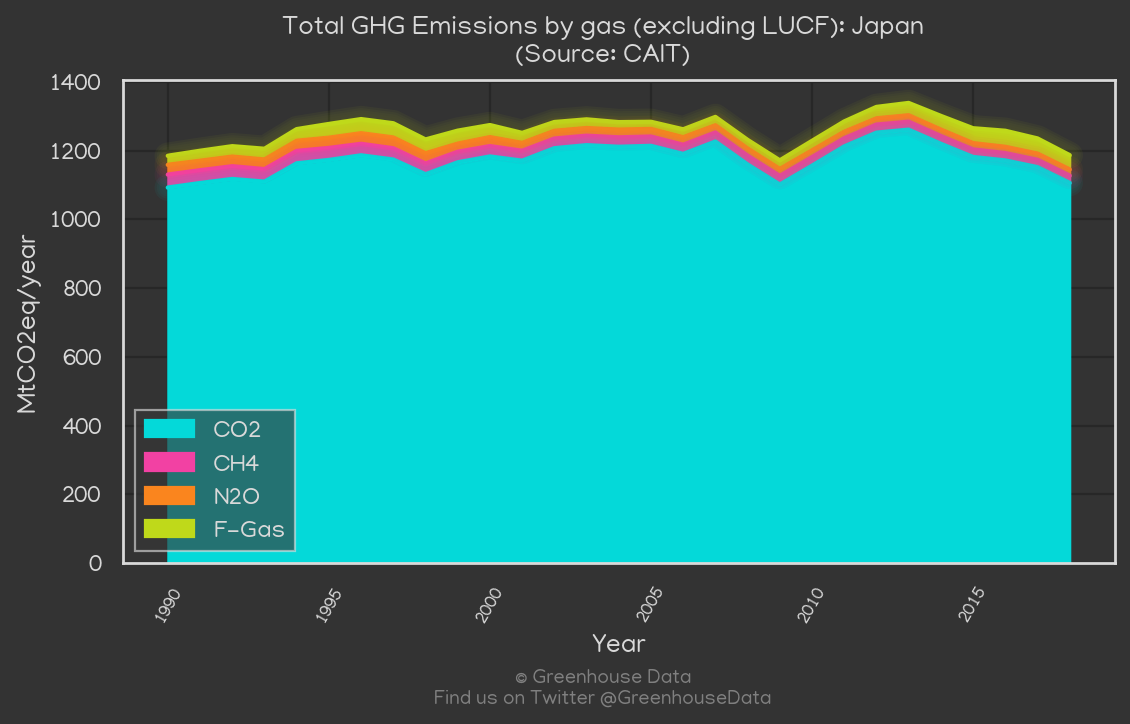 Total GHG Emissions by gas (excluding LUCF): Japan
(Source: CAIT)
1400
1200
1000
800
600
400
200
0
MtCO2eq/year
CO2
CH4
N2O
F-Gas
1990
1995
2000
2005
2010
2015
Year
© Greenhouse Data
Find us on Twitter @GreenhouseData